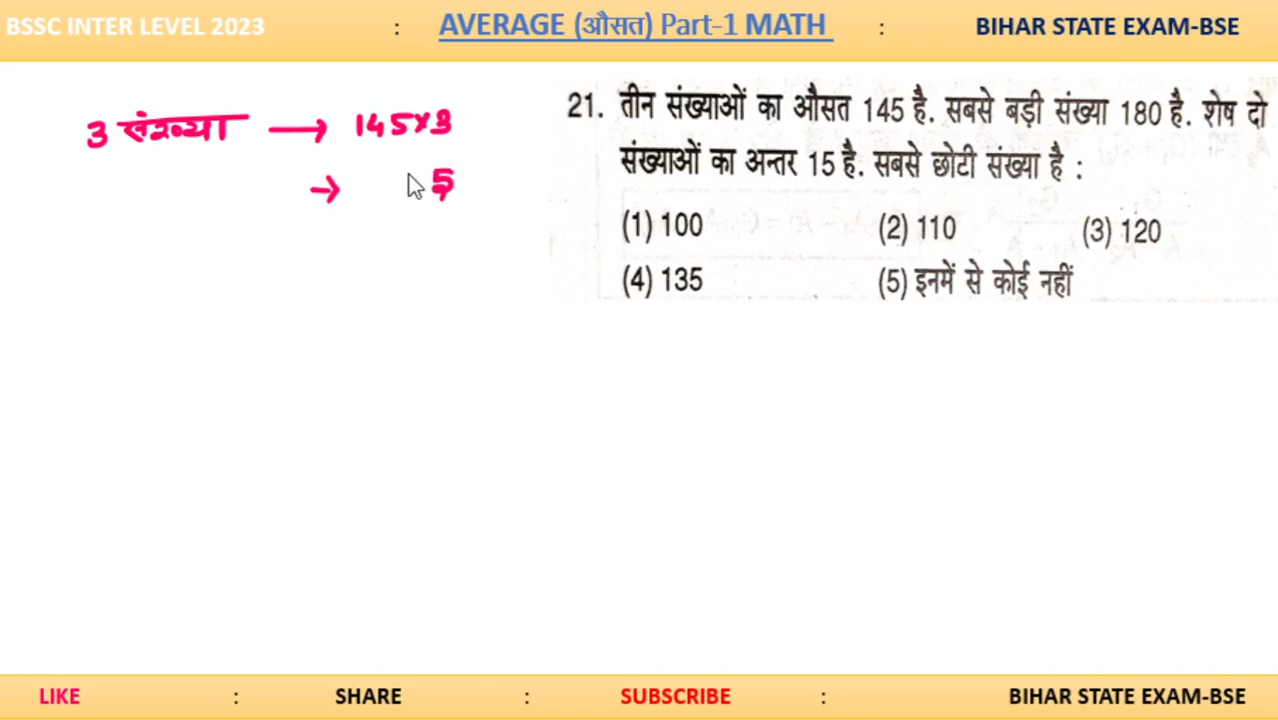 BSSC INTER LEVEL 2023 : AVERAGE (औसत) Part-1 MATH : BIHAR STATE EXAM-BSE
3 संख्या → 145×3
→ 5
21. तीन संख्याओं का औसत 145 है. सबसे बड़ी संख्या 180 है. शेष दो
संख्याओं का अन्तर 15 है. सबसे छोटी संख्या है :
(1) 100 (2) 110 (3) 120
(4) 135 (5) इनमें से कोई नहीं
LIKE : SHARE : SUBSCRIBE : BIHAR STATE EXAM-BSE